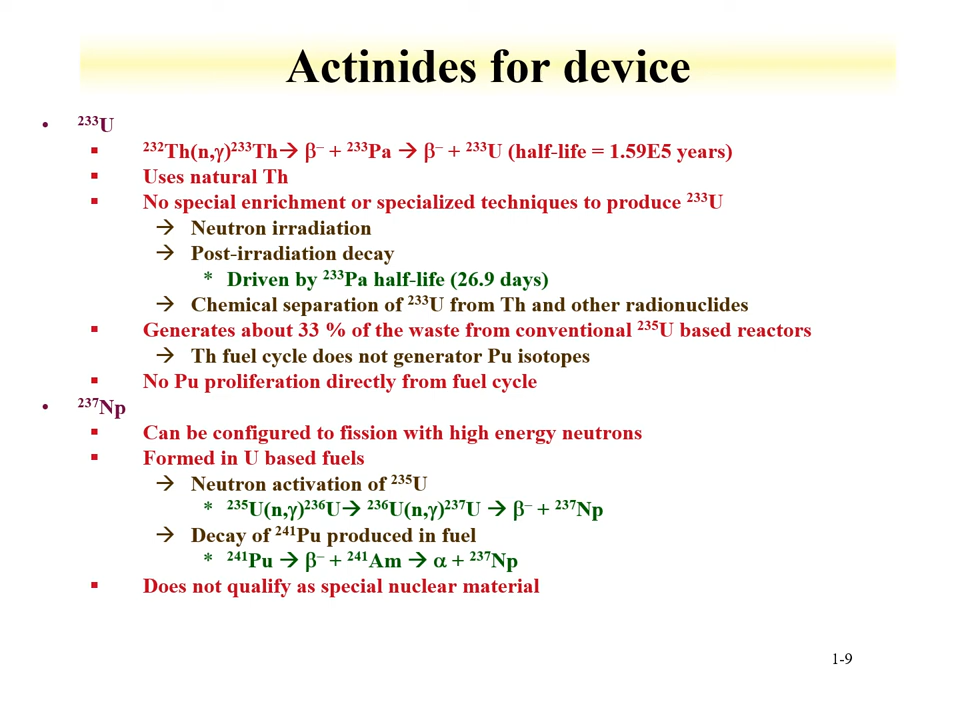 Actinides for device
• ²³³U
▪ ²³²Th(n,γ)²³³Th→ β⁻ + ²³³Pa → β⁻ + ²³³U (half-life = 1.59E5 years)
▪ Uses natural Th
▪ No special enrichment or specialized techniques to produce ²³³U
→ Neutron irradiation
→ Post-irradiation decay
* Driven by ²³³Pa half-life (26.9 days)
→ Chemical separation of ²³³U from Th and other radionuclides
▪ Generates about 33 % of the waste from conventional ²³⁵U based reactors
→ Th fuel cycle does not generator Pu isotopes
▪ No Pu proliferation directly from fuel cycle
• ²³⁷Np
▪ Can be configured to fission with high energy neutrons
▪ Formed in U based fuels
→ Neutron activation of ²³⁵U
* ²³⁵U(n,γ)²³⁶U→ ²³⁶U(n,γ)²³⁷U → β⁻ + ²³⁷Np
→ Decay of ²⁴¹Pu produced in fuel
* ²⁴¹Pu → β⁻ + ²⁴¹Am → α + ²³⁷Np
▪ Does not qualify as special nuclear material
1-9